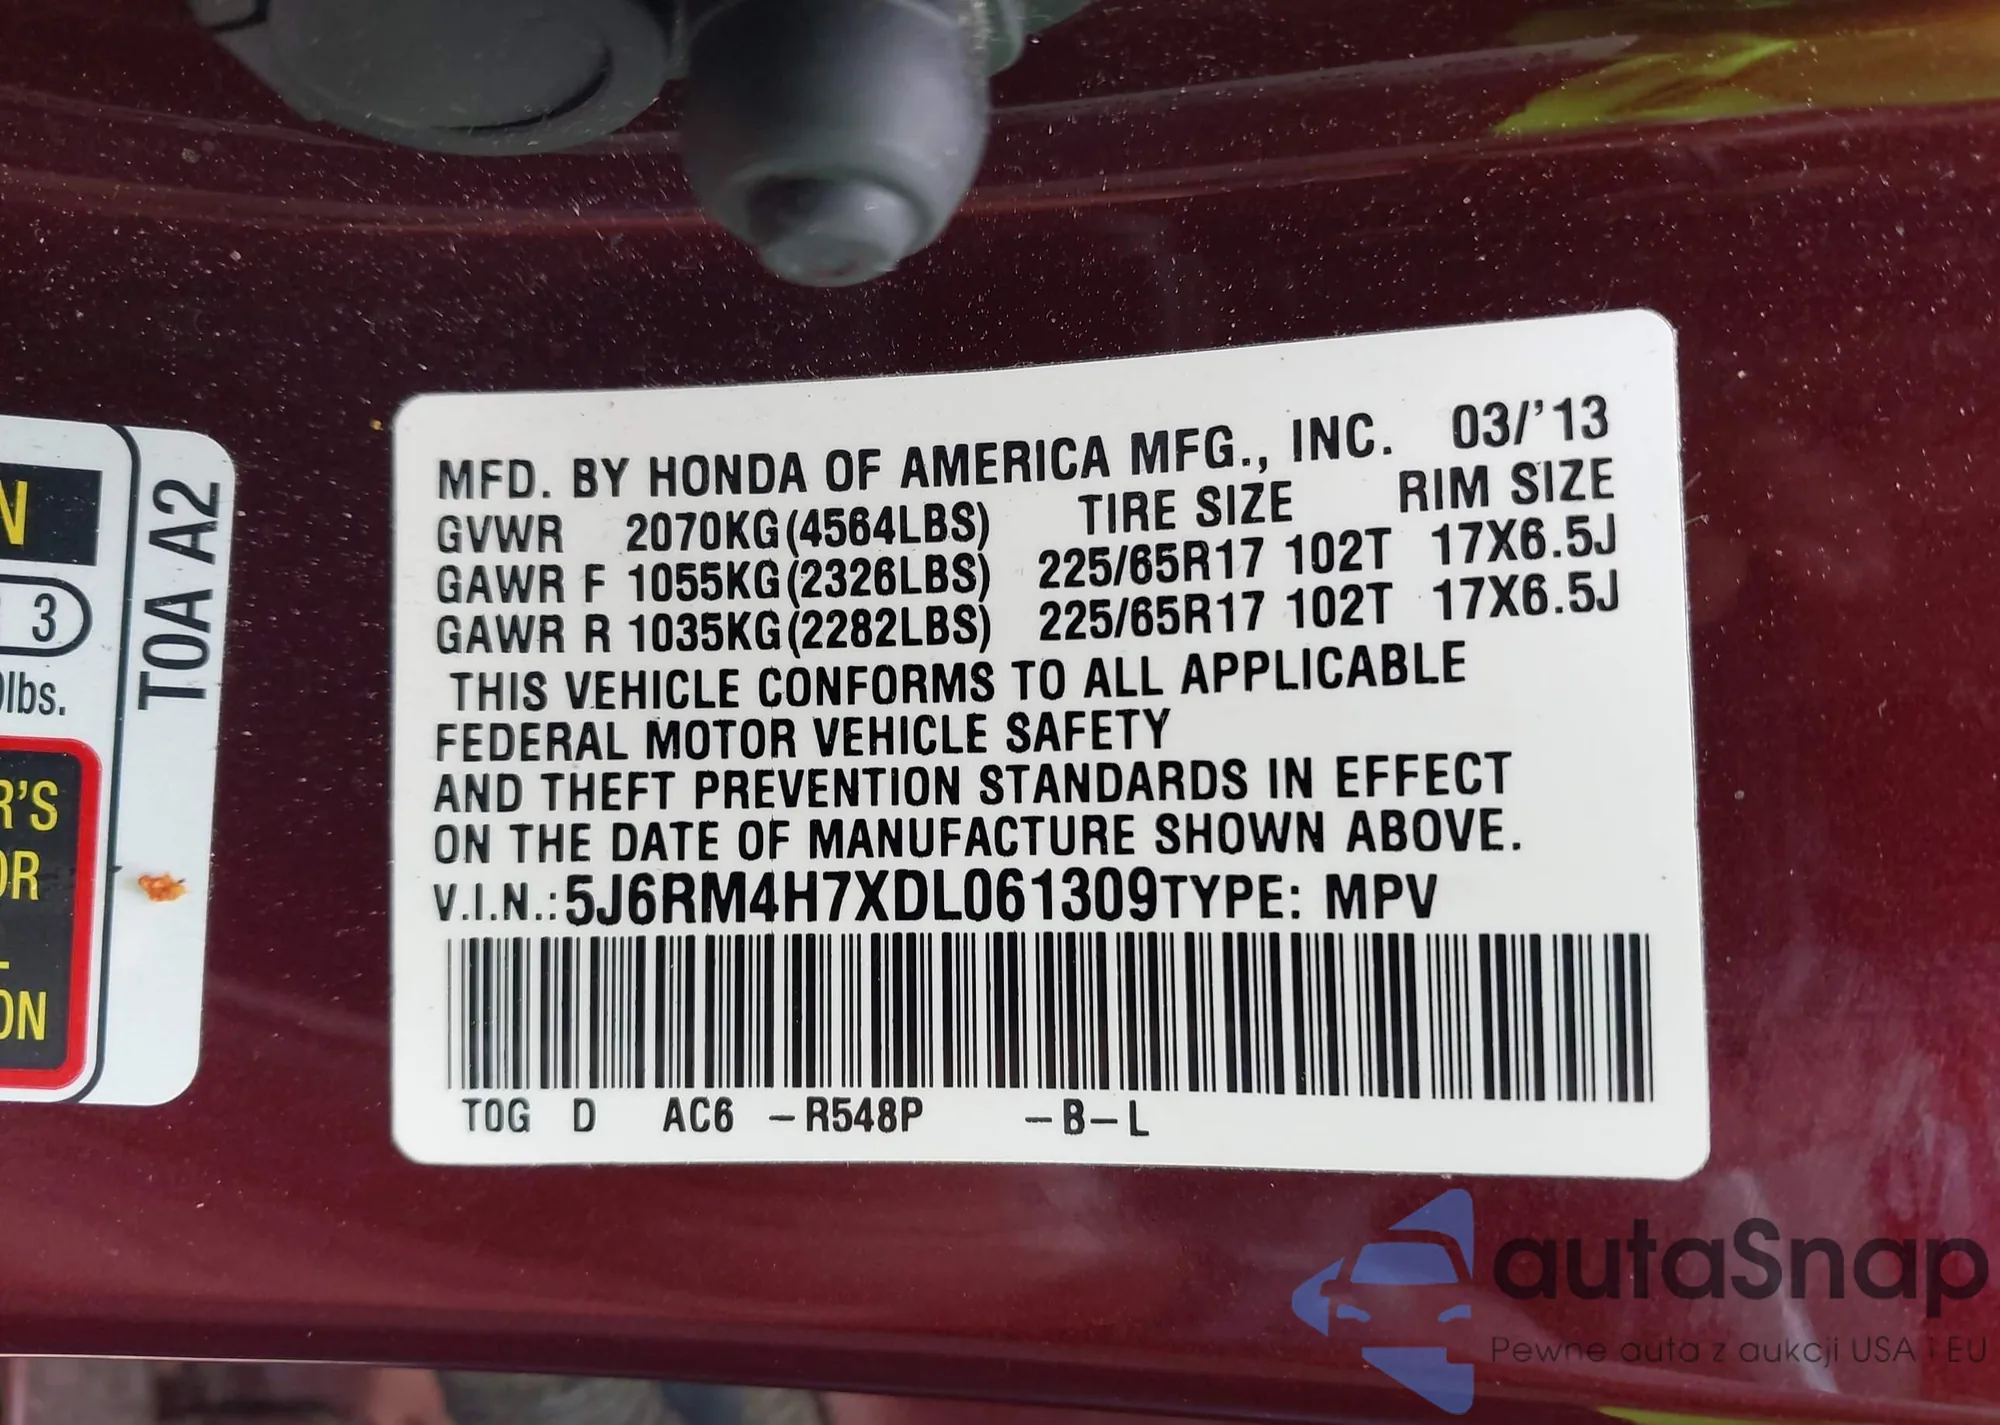 MFD. BY HONDA OF AMERICA MFG., INC. 03/'13
GVWR 2070KG(4564LBS) TIRE SIZE RIM SIZE
GAWR F 1055KG(2326LBS) 225/65R17 102T 17X6.5J
GAWR R 1035KG(2282LBS) 225/65R17 102T 17X6.5J
THIS VEHICLE CONFORMS TO ALL APPLICABLE
FEDERAL MOTOR VEHICLE SAFETY
AND THEFT PREVENTION STANDARDS IN EFFECT
ON THE DATE OF MANUFACTURE SHOWN ABOVE.
V.I.N.:5J6RM4H7XDL061309TYPE: MPV
T0G D AC6 –R548P –B–L
T0A A2
3
lbs.
autaSnap
Pewne auta z aukcji USA i EU